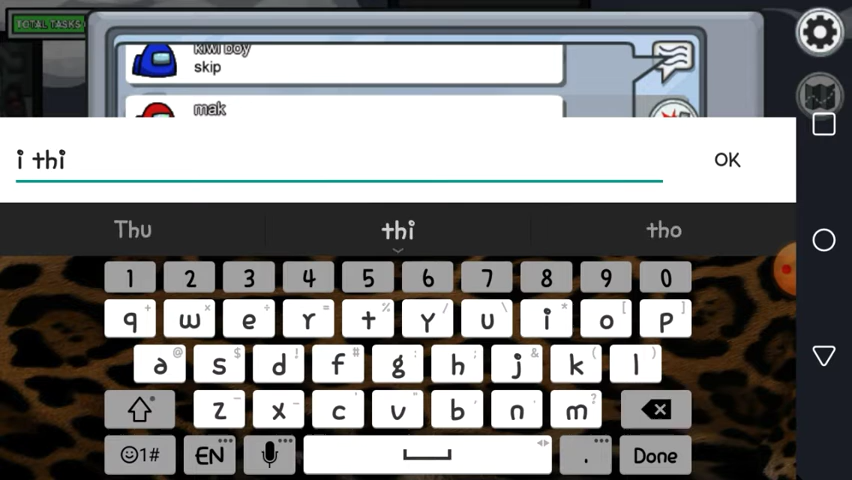 TOTAL TASKS
kiwi boy
skip
mak
i thi
OK
Thu thi tho
1 2 3 4 5 6 7 8 9 0
q w e r t y u i o p
a s d f g h j k l
z x c v b n m
1# EN . Done